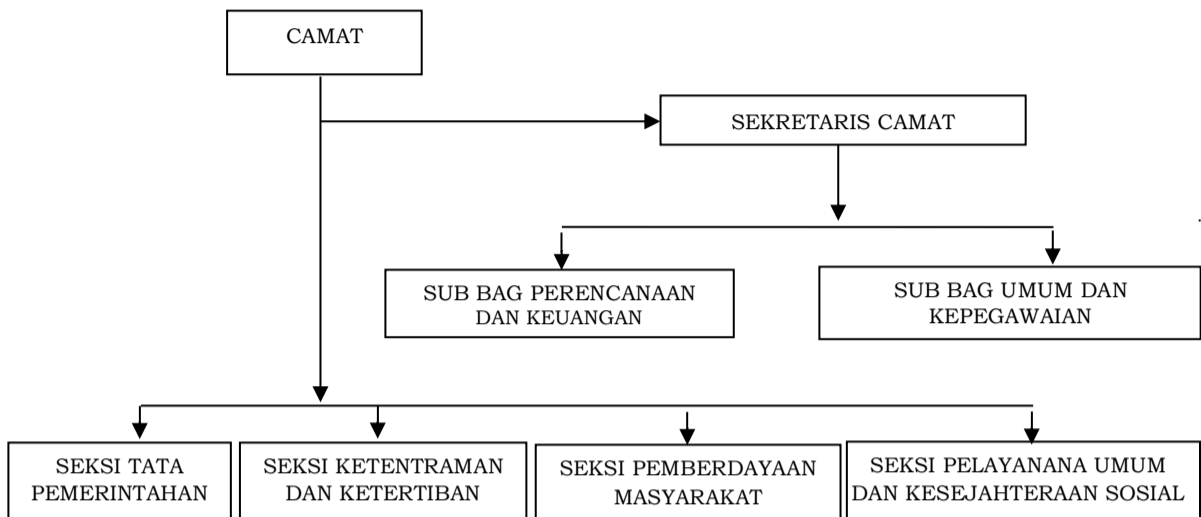 CAMAT
SEKRETARIS CAMAT
SUB BAG PERENCANAAN
DAN KEUANGAN
SUB BAG UMUM DAN
KEPEGAWAIAN
SEKSI TATA
PEMERINTAHAN
SEKSI KETENTRAMAN
DAN KETERTIBAN
SEKSI PEMBERDAYAAN
MASYARAKAT
SEKSI PELAYANANA UMUM
DAN KESEJAHTERAAN SOSIAL